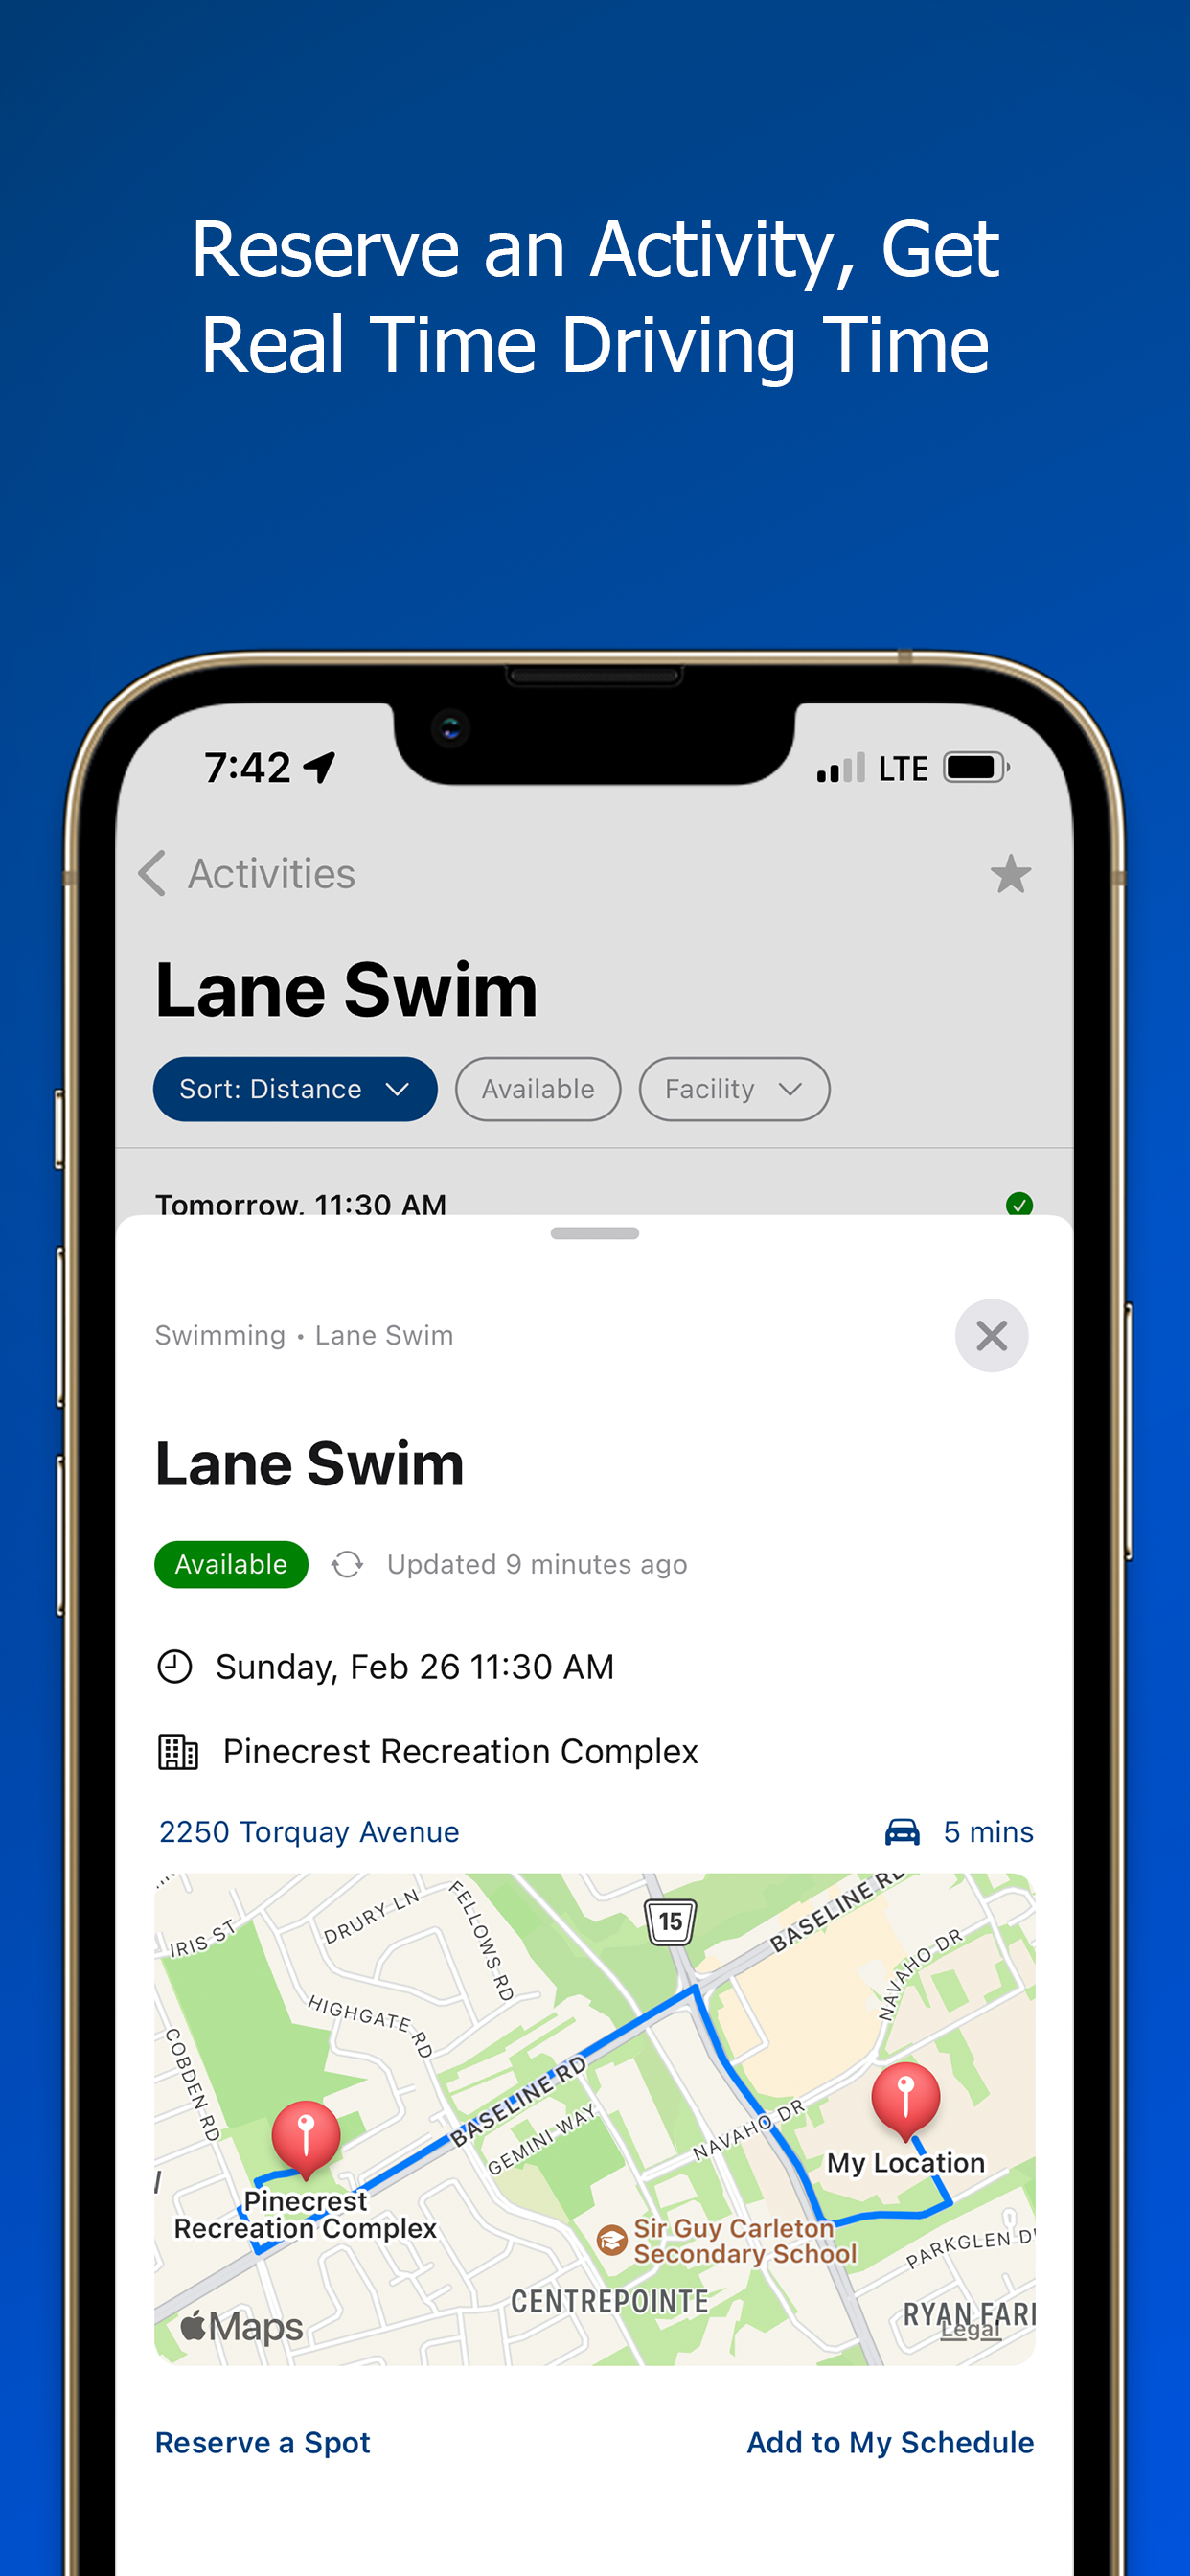 Reserve an Activity, Get
Real Time Driving Time
7:42
LTE
Activities
Lane Swim
Sort: Distance
Available
Facility
Tomorrow, 11:30 AM
Swimming • Lane Swim
Lane Swim
Available
Updated 9 minutes ago
Sunday, Feb 26 11:30 AM
Pinecrest Recreation Complex
2250 Torquay Avenue
5 mins
15
BASELINE RD
IRIS ST
DRURY LN
FELLOWS RD
NAVAHO DR
HIGHGATE RD
COBDEN RD
BASELINE RD
GEMINI WAY
NAVAHO DR
My Location
Pinecrest
Recreation Complex
Sir Guy Carleton
Secondary School
PARKGLEN D
CENTREPOINTE
RYAN FAR
Maps
Legal
Reserve a Spot
Add to My Schedule